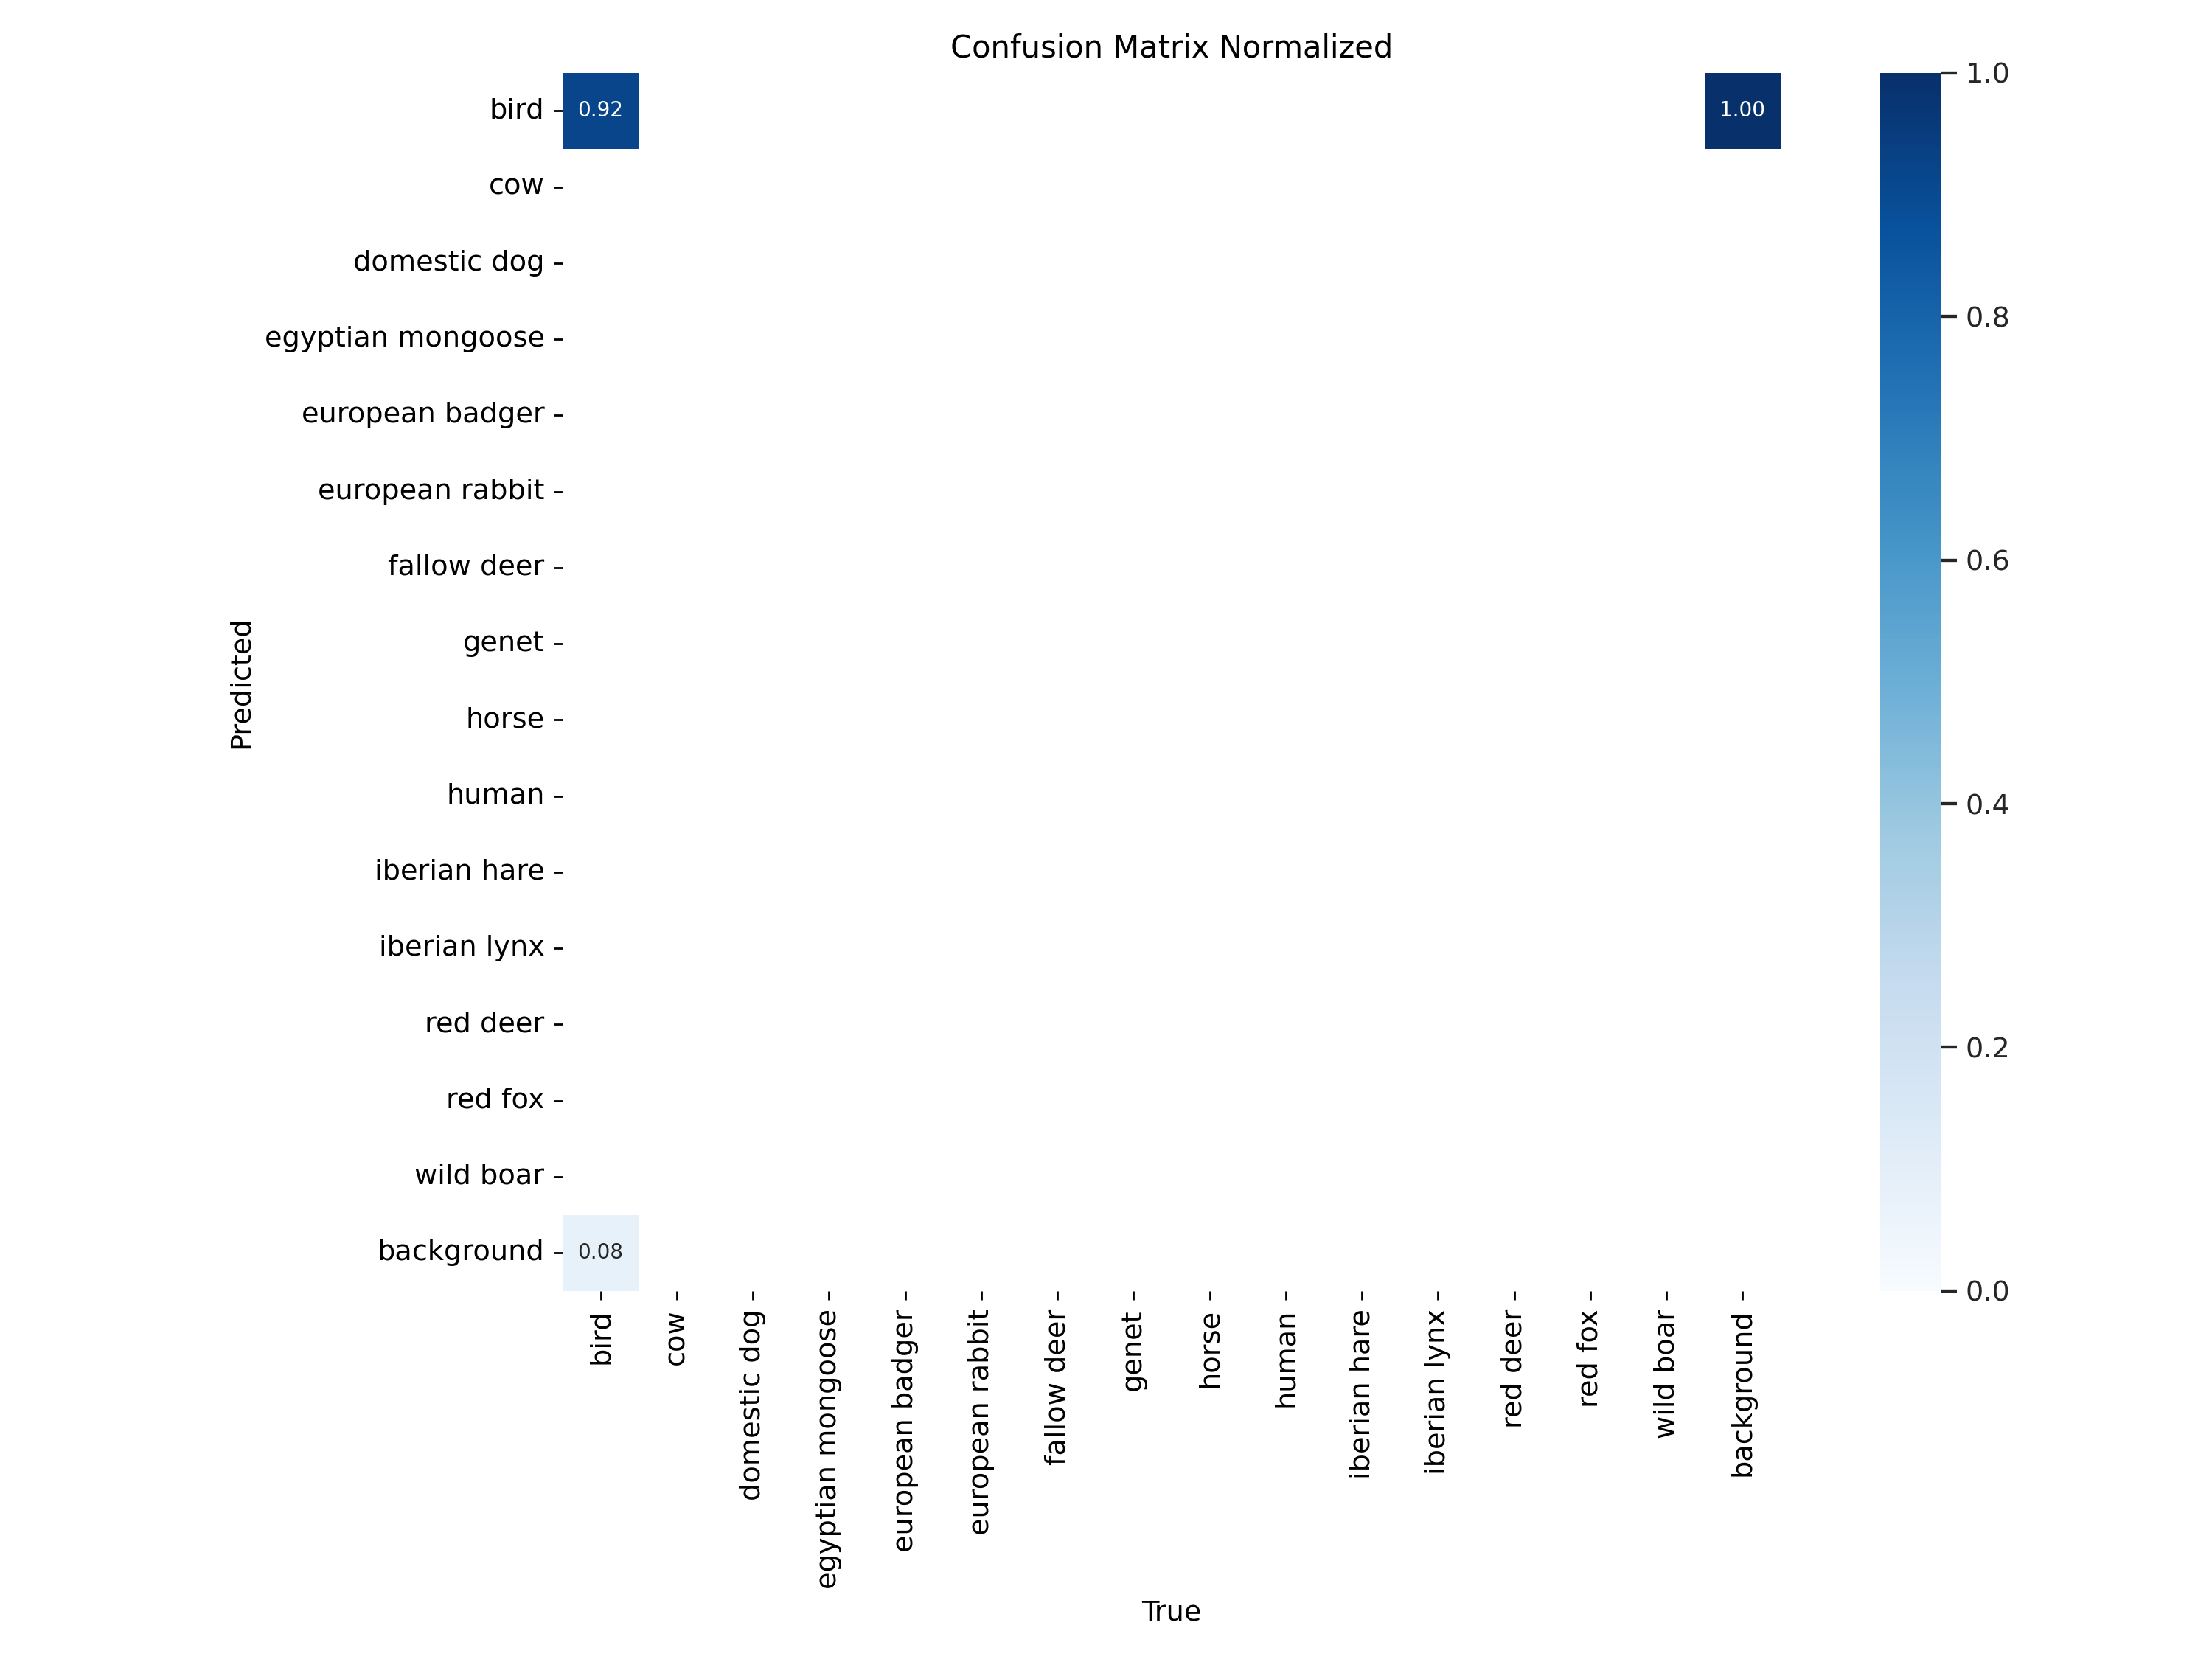 Confusion Matrix Normalized
bird
cow
domestic dog
egyptian mongoose
european badger
european rabbit
fallow deer
genet
horse
human
iberian hare
iberian lynx
red deer
red fox
wild boar
background
Predicted
0.92
1.00
0.08
bird
cow
domestic dog
egyptian mongoose
european badger
european rabbit
fallow deer
genet
horse
human
iberian hare
iberian lynx
red deer
red fox
wild boar
background
True
1.0
0.8
0.6
0.4
0.2
0.0